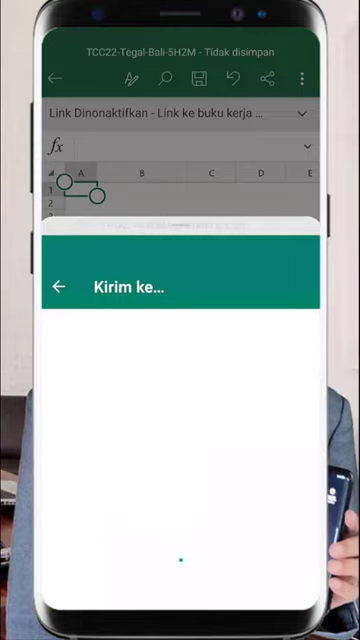 TCC22-Tegal-Bali-5H2M - Tidak disimpan
Link Dinonaktifkan - Link ke buku kerja ...
fx
A B C D E
1
2
Kirim ke...